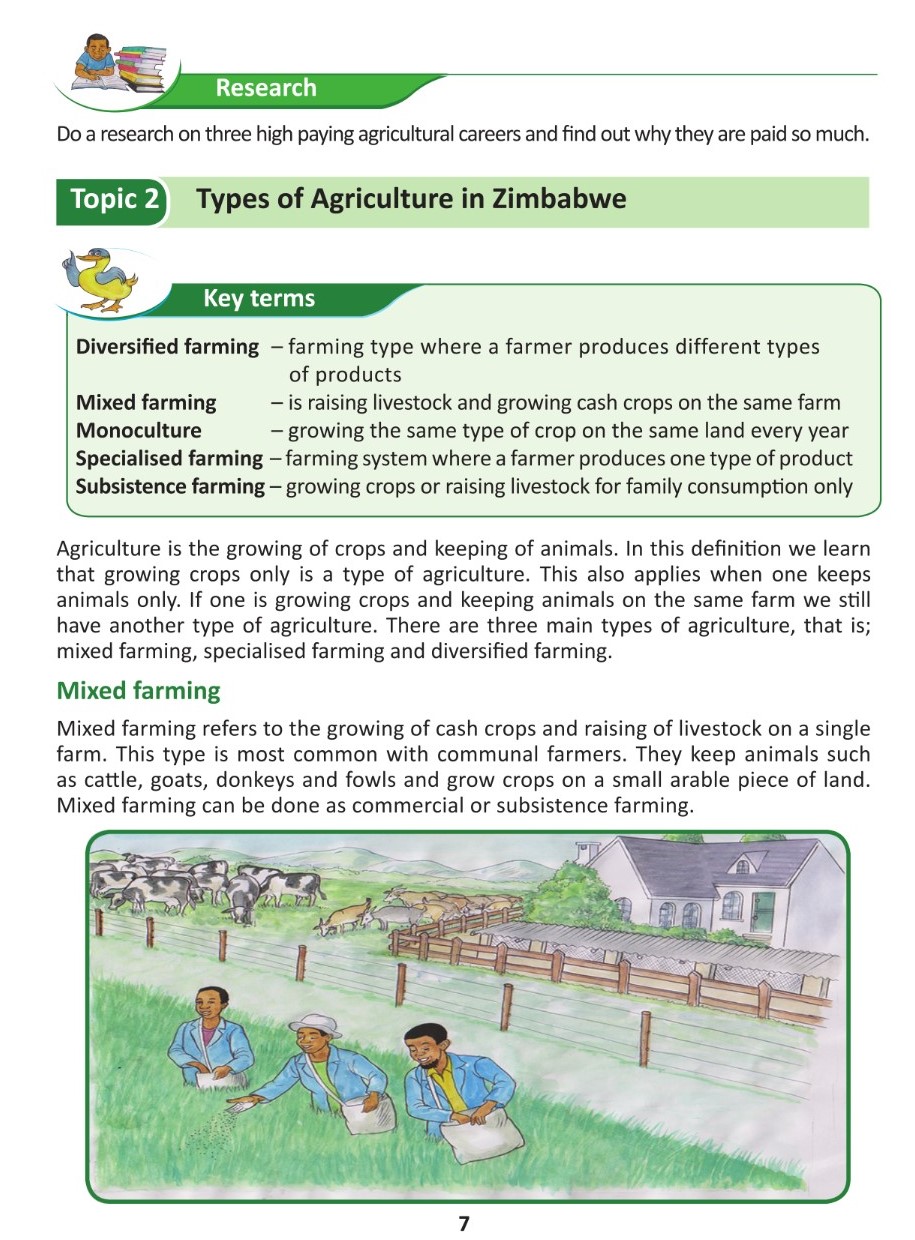 Research
Do a research on three high paying agricultural careers and find out why they are paid so much.
Topic 2 Types of Agriculture in Zimbabwe
Key terms
Diversified farming – farming type where a farmer produces different types
of products
Mixed farming – is raising livestock and growing cash crops on the same farm
Monoculture – growing the same type of crop on the same land every year
Specialised farming – farming system where a farmer produces one type of product
Subsistence farming – growing crops or raising livestock for family consumption only
Agriculture is the growing of crops and keeping of animals. In this definition we learn
that growing crops only is a type of agriculture. This also applies when one keeps
animals only. If one is growing crops and keeping animals on the same farm we still
have another type of agriculture. There are three main types of agriculture, that is;
mixed farming, specialised farming and diversified farming.
Mixed farming
Mixed farming refers to the growing of cash crops and raising of livestock on a single
farm. This type is most common with communal farmers. They keep animals such
as cattle, goats, donkeys and fowls and grow crops on a small arable piece of land.
Mixed farming can be done as commercial or subsistence farming.
7